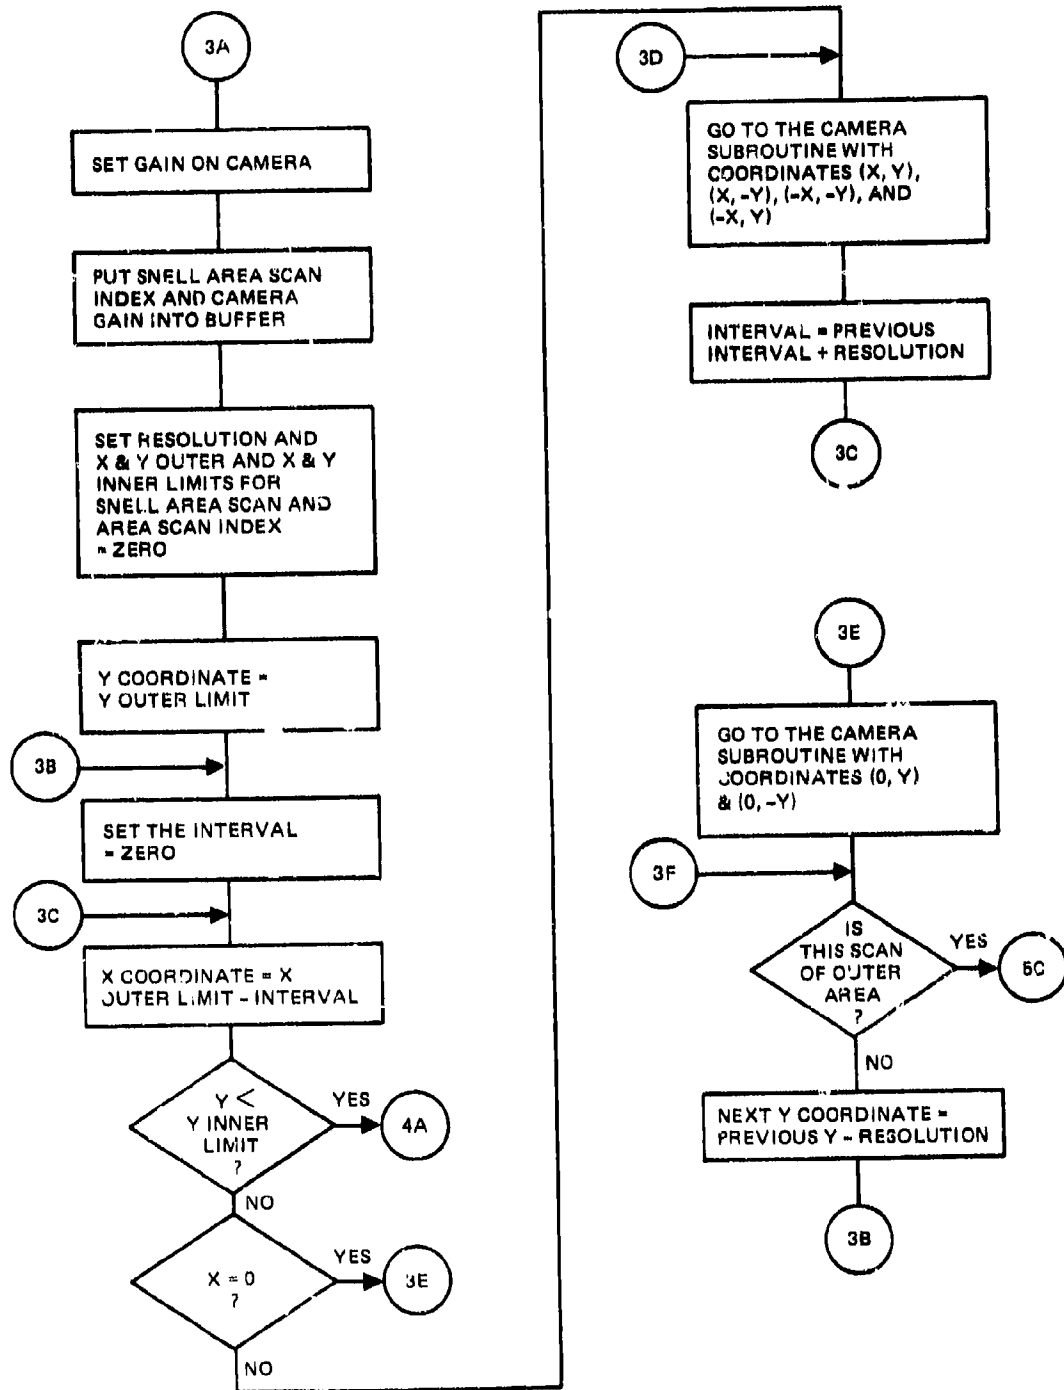 3A
SET GAIN ON CAMERA
PUT SNELL AREA SCAN
INDEX AND CAMERA
GAIN INTO BUFFER
SET RESOLUTION AND
X & Y OUTER AND X & Y
INNER LIMITS FOR
SNELL AREA SCAN AND
AREA SCAN INDEX
= ZERO
Y COORDINATE =
Y OUTER LIMIT
3B
SET THE INTERVAL
= ZERO
3C
X COORDINATE = X
OUTER LIMIT - INTERVAL
Y <
Y INNER
LIMIT
?
YES
4A
NO
X = 0
?
YES
3E
NO
3D
GO TO THE CAMERA
SUBROUTINE WITH
COORDINATES (X, Y),
(X, -Y), (-X, -Y), AND
(-X, Y)
INTERVAL = PREVIOUS
INTERVAL + RESOLUTION
3C
3E
GO TO THE CAMERA
SUBROUTINE WITH
COORDINATES (0, Y)
& (0, -Y)
3F
IS
THIS SCAN
OF OUTER
AREA
?
YES
5C
NO
NEXT Y COORDINATE =
PREVIOUS Y - RESOLUTION
3B